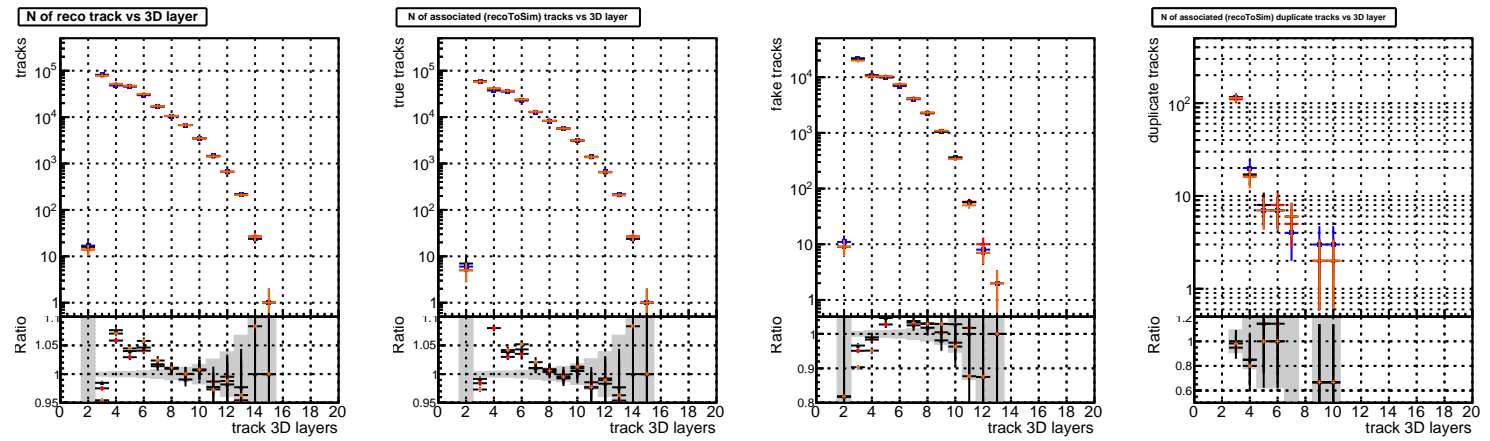 N of reco track vs 3D layer
tracks
10^5
10^4
10^3
10^2
10
1
Ratio
1.1
1.05
1
0.95
0 2 4 6 8 10 12 14 16 18 20
track 3D layers
N of associated (recoToSim) tracks vs 3D layer
true tracks
10^5
10^4
10^3
10^2
10
1
Ratio
1.1
1.05
1
0.95
0 2 4 6 8 10 12 14 16 18 20
track 3D layers
fake tracks
10^4
10^3
10^2
10
1
Ratio
1
0.9
0.8
0 2 4 6 8 10 12 14 16 18 20
track 3D layers
N of associated (recoToSim) duplicate tracks vs 3D layer
duplicate tracks
10^2
10
1
Ratio
1.2
1.0
0.8
0.6
0 2 4 6 8 10 12 14 16 18 20
track 3D layers